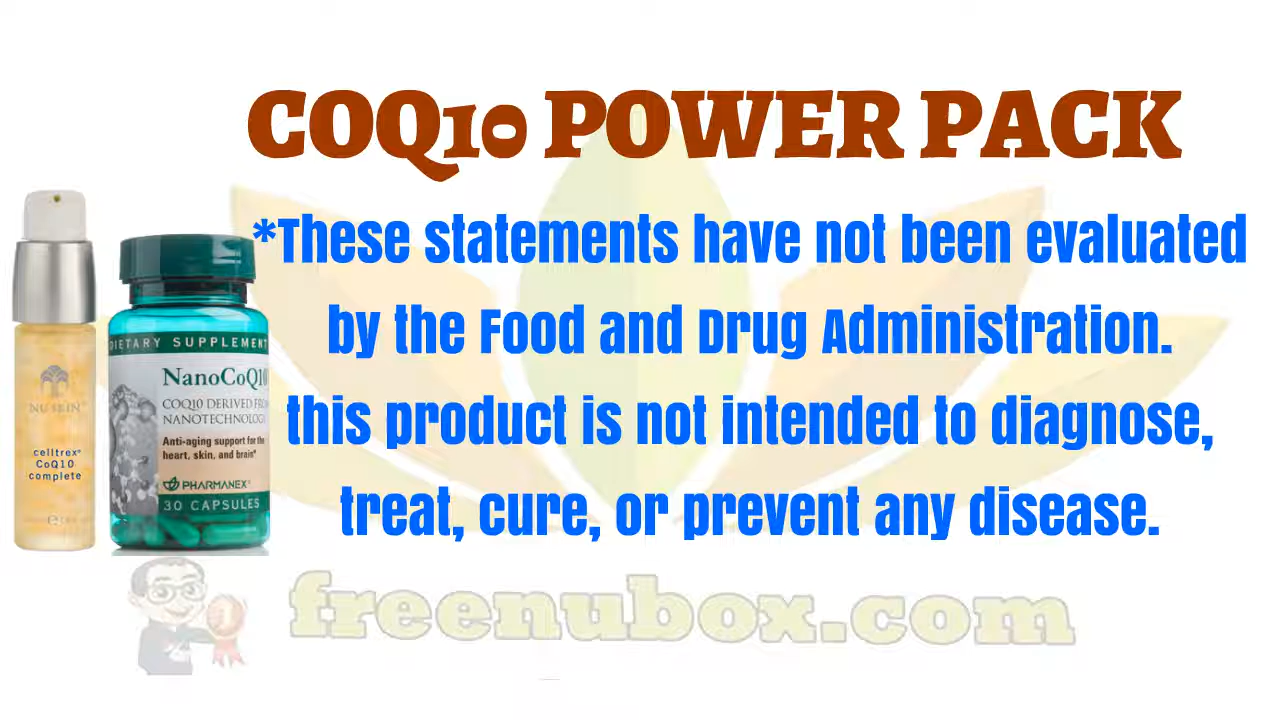 COQ10 POWER PACK
*These statements have not been evaluated
by the Food and Drug Administration.
this product is not intended to diagnose,
treat, cure, or prevent any disease.
NU SKIN
celltrex®
CoQ10
complete
DIETARY SUPPLEMENT
NanoCoQ10
COQ10 DERIVED FROM
NANOTECHNOLOGY
Anti-aging support for the
heart, skin, and brain*
PHARMANEX®
30 CAPSULES
freenubox.com